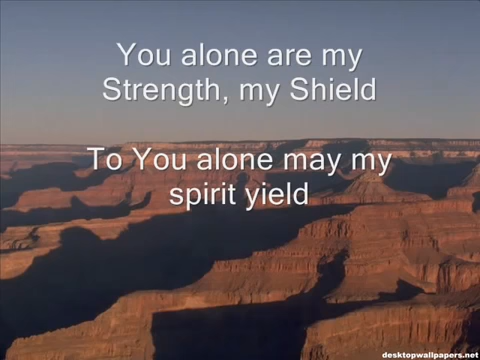 You alone are my
Strength, my Shield
To You alone may my
spirit yield
desktopwallpapers.net